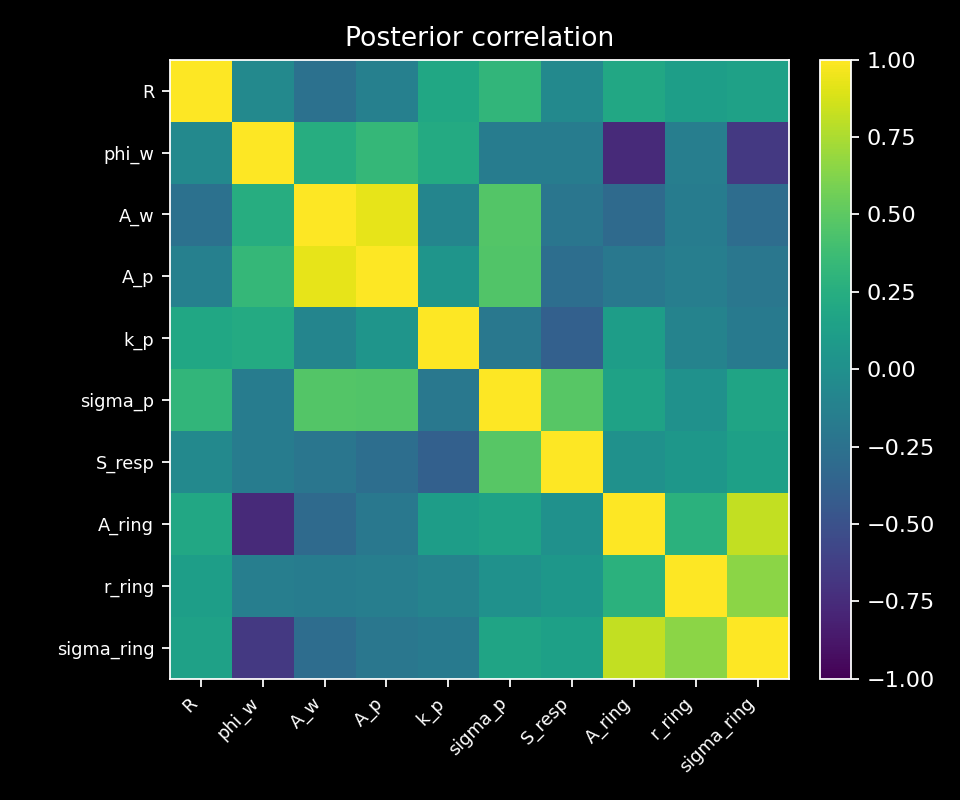 Posterior correlation
R
phi_w
A_w
A_p
k_p
sigma_p
S_resp
A_ring
r_ring
sigma_ring
R
phi_w
A_w
A_p
k_p
sigma_p
S_resp
A_ring
r_ring
sigma_ring
1.00
0.75
0.50
0.25
0.00
−0.25
−0.50
−0.75
−1.00